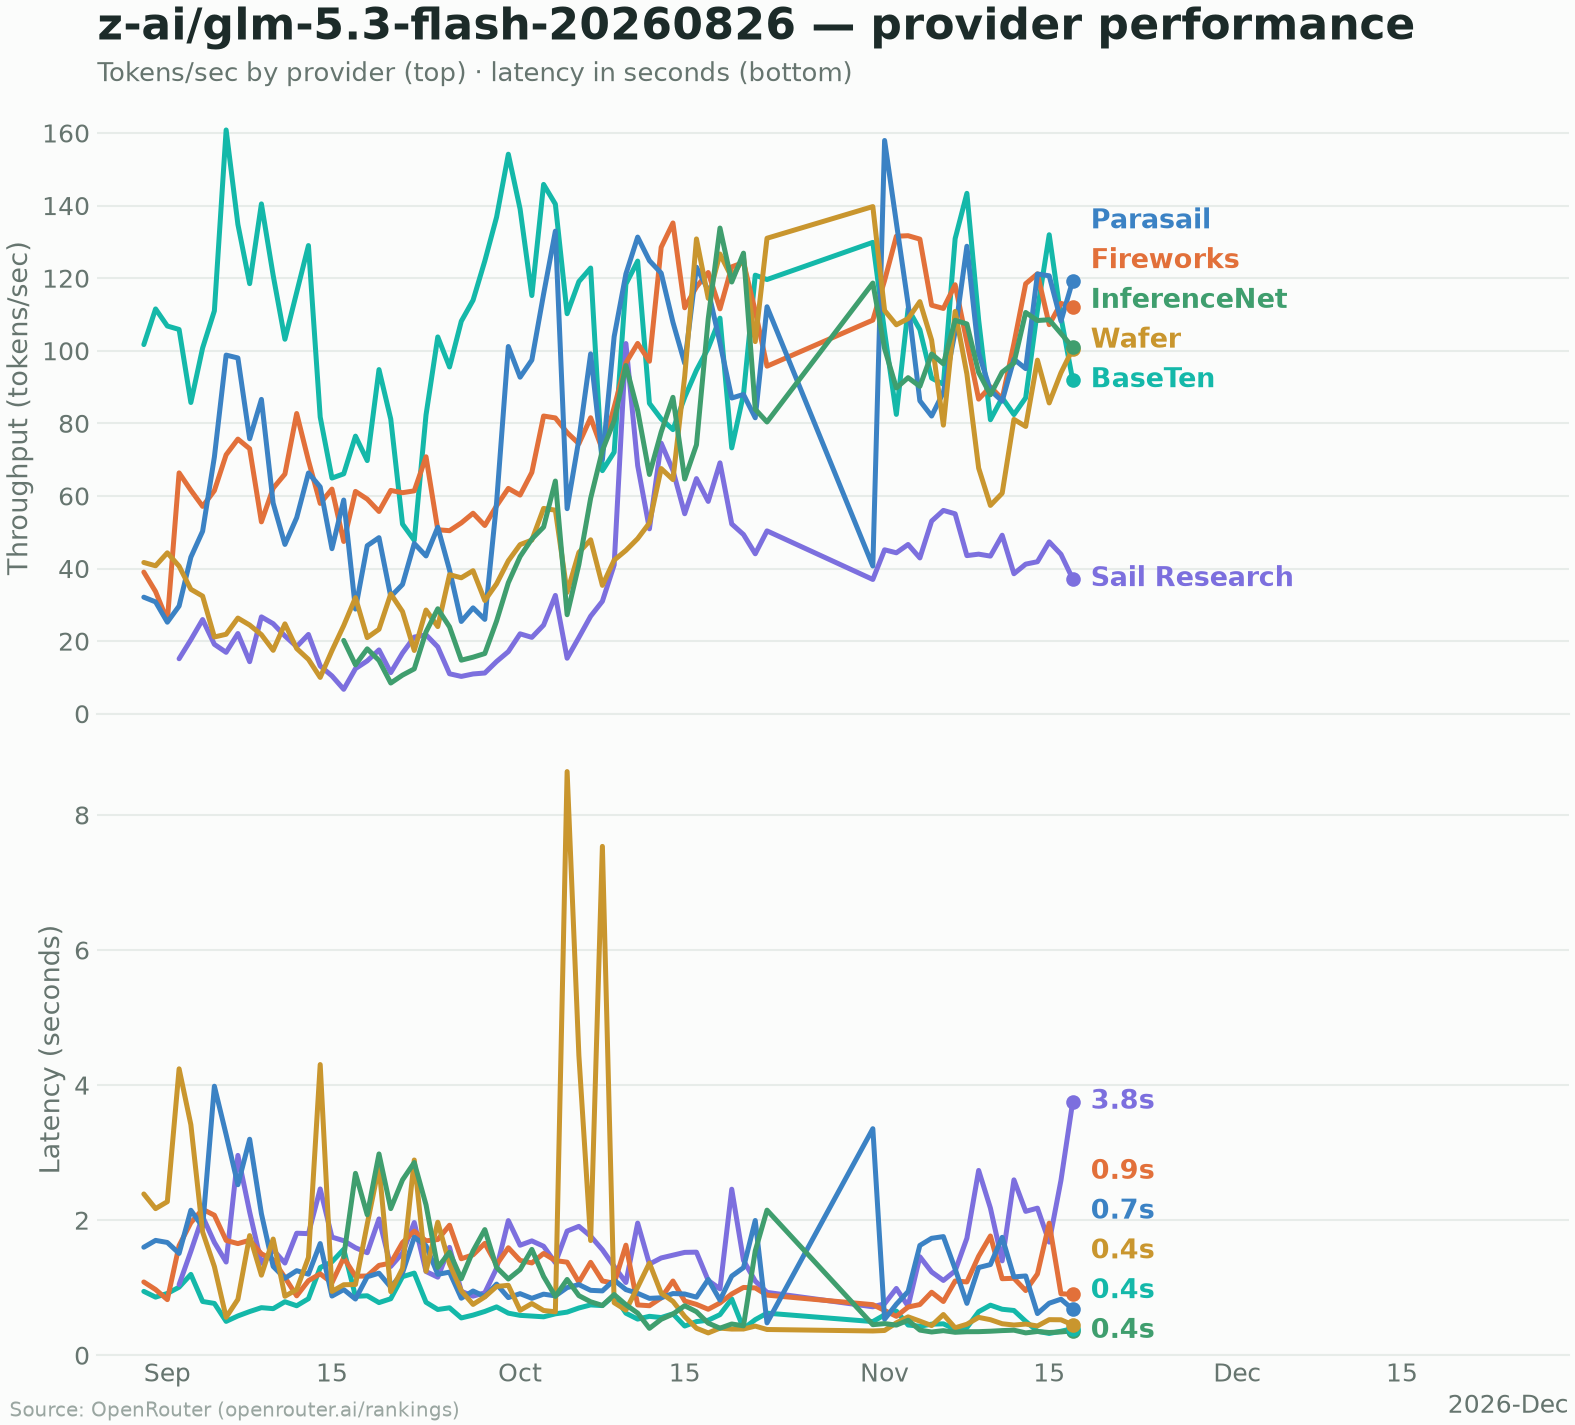 z-ai/glm-5.3-flash-20260826 — provider performance
Tokens/sec by provider (top) · latency in seconds (bottom)
Throughput (tokens/sec)
160
140
120
100
80
60
40
20
0
Parasail
Fireworks
InferenceNet
Wafer
BaseTen
Sail Research
Latency (seconds)
8
6
4
2
0
3.8s
0.9s
0.7s
0.4s
0.4s
0.4s
Sep 15 Oct 15 Nov 15 Dec 15
2026-Dec
Source: OpenRouter (openrouter.ai/rankings)